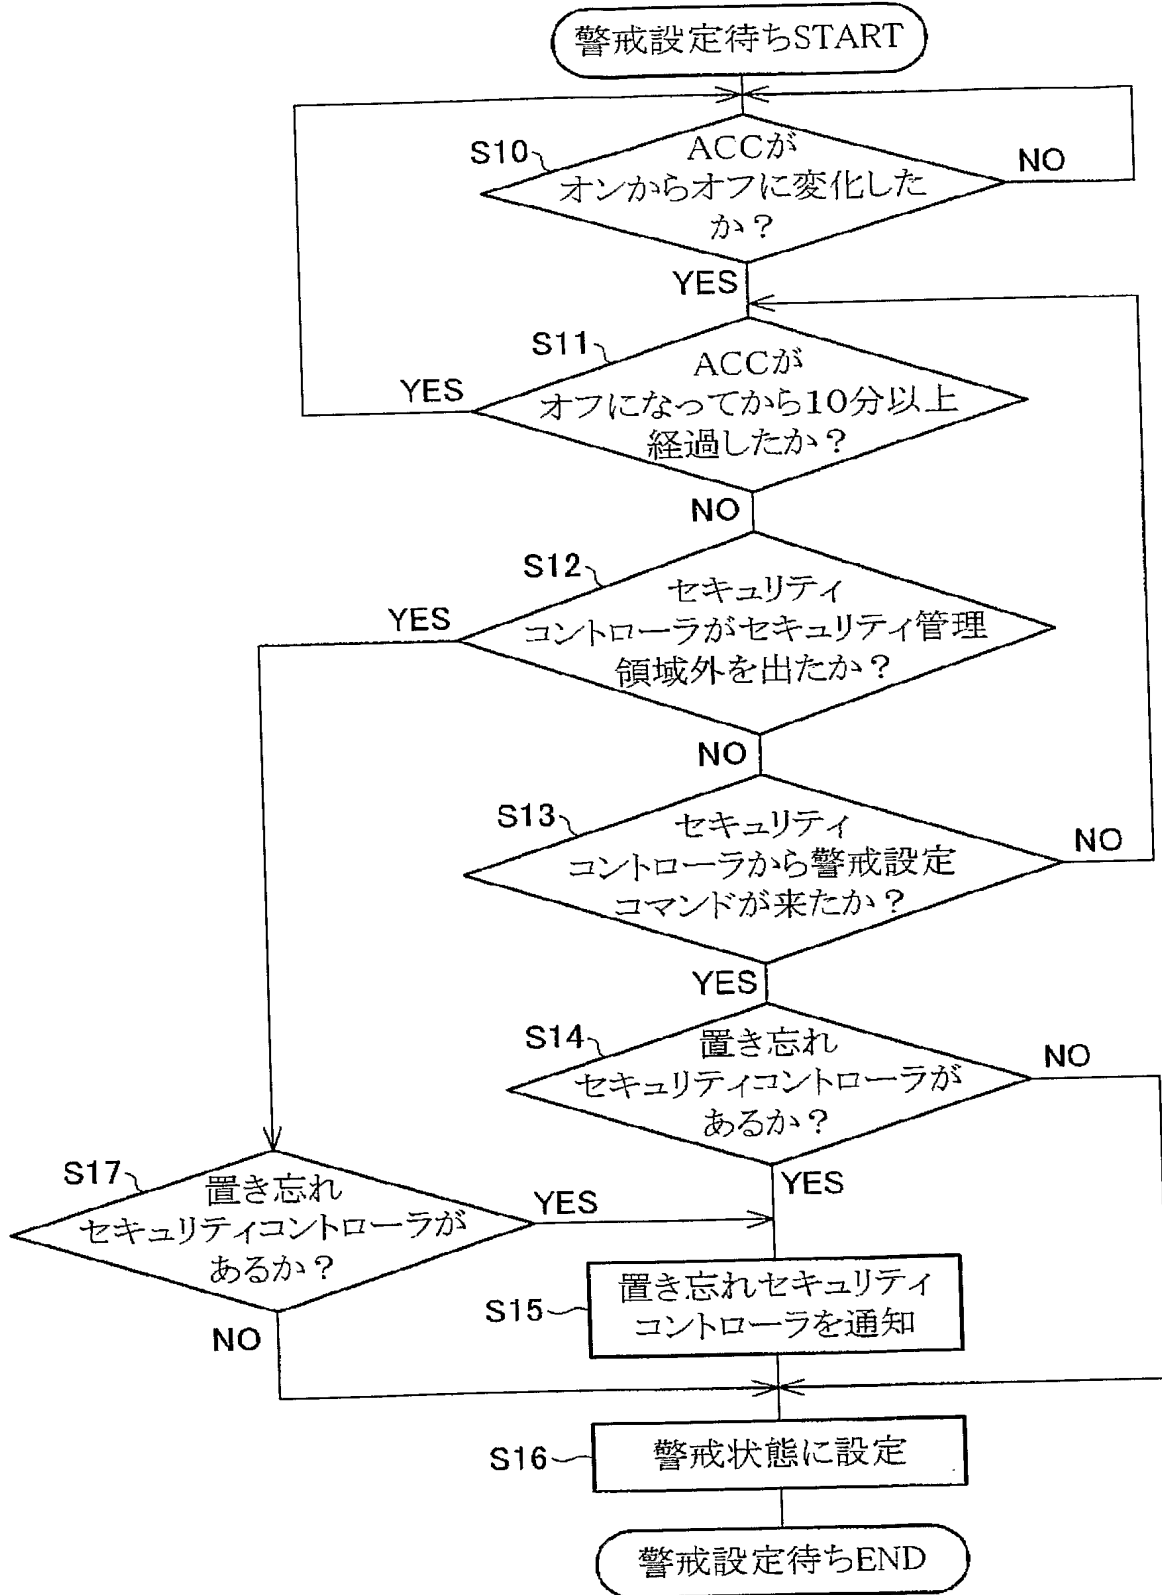 警戒設定待ちSTART
S10
ACCが
オンからオフに変化した
か？
NO
YES
S11
ACCが
オフになってから10分以上
経過したか？
YES
NO
S12
セキュリティ
コントローラがセキュリティ管理
領域外を出たか？
YES
NO
S13
セキュリティ
コントローラから警戒設定
コマンドが来たか？
NO
YES
S14
置き忘れ
セキュリティコントローラが
あるか？
NO
YES
S17
置き忘れ
セキュリティコントローラが
あるか？
YES
NO
S15
置き忘れセキュリティ
コントローラを通知
S16
警戒状態に設定
警戒設定待ちEND